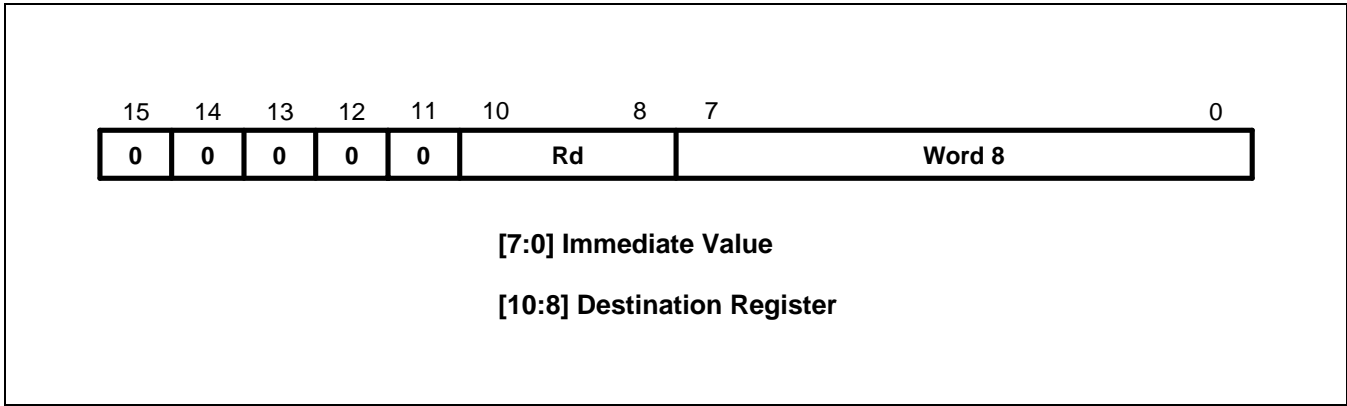 15 14 13 12 11 10 8 7 0
0 0 0 0 0 Rd Word 8
[7:0] Immediate Value
[10:8] Destination Register